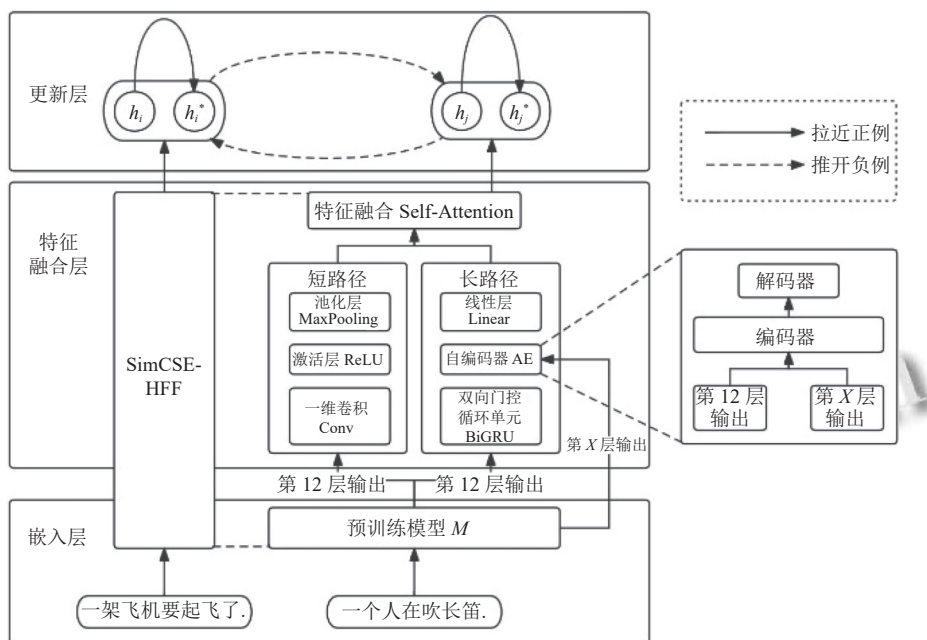 更新层
h_i
h_i^*
h_j
h_j^*
拉近正例
推开负例
特征
融合层
SimCSE-
HFF
特征融合 Self-Attention
短路径
池化层
MaxPooling
激活层 ReLU
一维卷积
Conv
长路径
线性层
Linear
自编码器 AE
双向门控
循环单元
BiGRU
第 X 层输出
解码器
编码器
第 12 层
输出
第 X 层
输出
第 12 层输出
第 12 层输出
嵌入层
预训练模型 M
一架飞机要起飞了.
一个人在吹长笛.